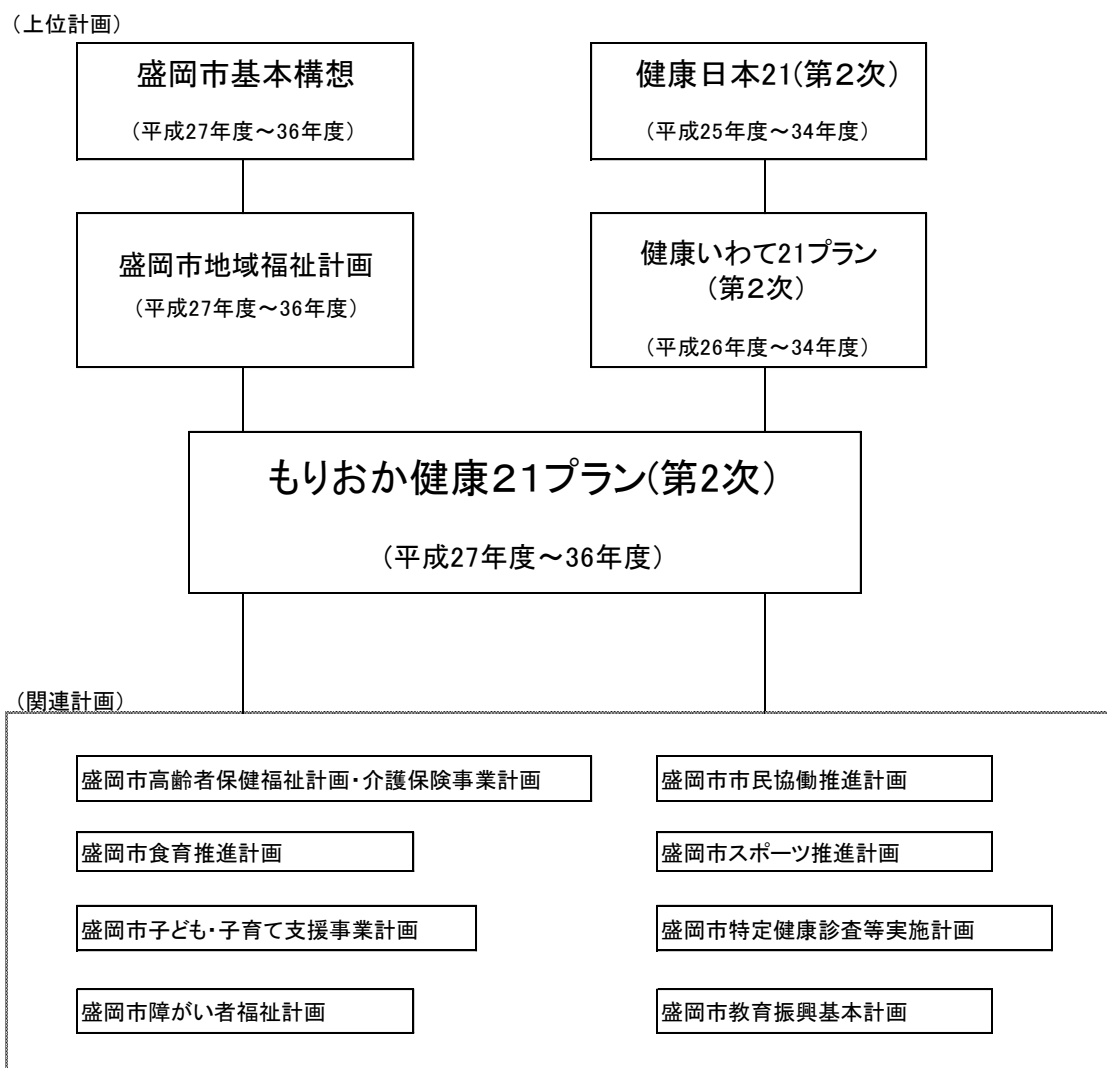 （上位計画）
盛岡市基本構想
（平成27年度～36年度）
健康日本21(第２次)
（平成25年度～34年度）
盛岡市地域福祉計画
（平成27年度～36年度）
健康いわて21プラン
(第２次)
（平成26年度～34年度）
もりおか健康２１プラン(第2次)
（平成27年度～36年度）
（関連計画）
盛岡市高齢者保健福祉計画・介護保険事業計画
盛岡市市民協働推進計画
盛岡市食育推進計画
盛岡市スポーツ推進計画
盛岡市子ども・子育て支援事業計画
盛岡市特定健康診査等実施計画
盛岡市障がい者福祉計画
盛岡市教育振興基本計画